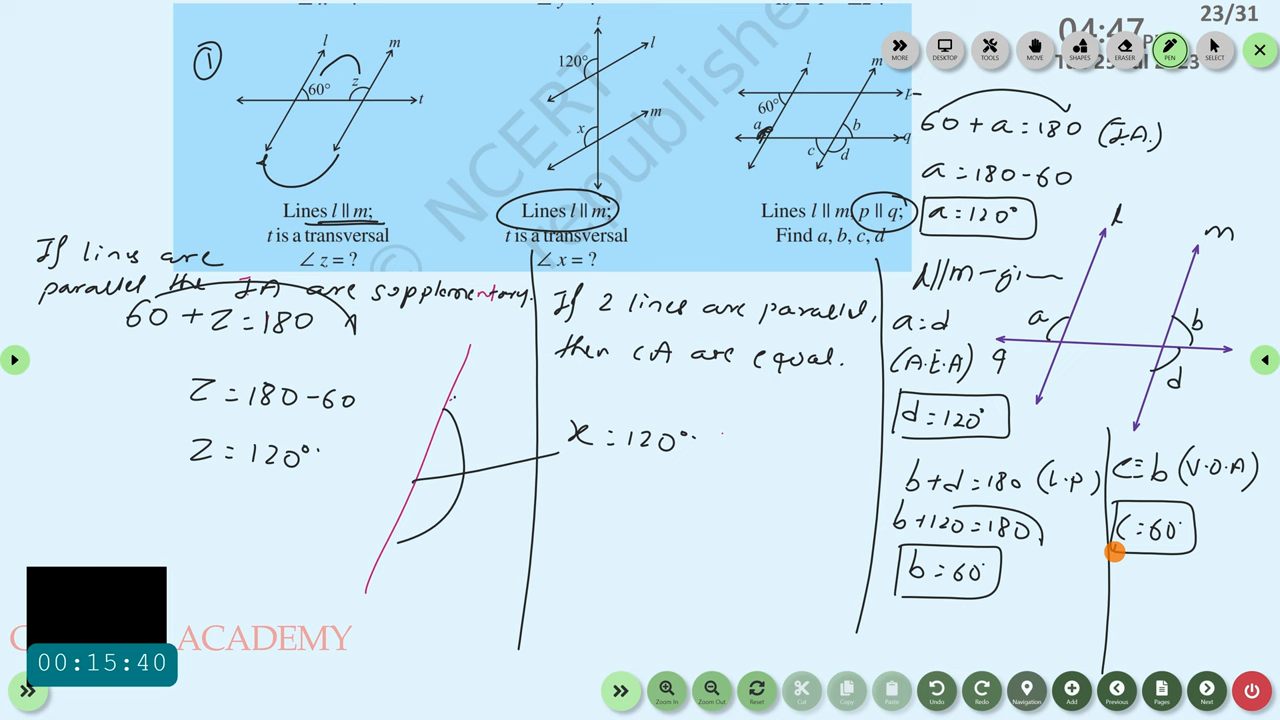 23/31
04:47
MORE
DESKTOP
TOOLS
MOVE
SHAPES
ERASER
PEN
SELECT
1
l
m
60°
z
t
Lines l || m;
t is a transversal
∠ z = ?
t
l
120°
m
x
Lines l || m;
t is a transversal
∠ x = ?
l
m
p
60°
a
b
q
c
d
Lines l || m, p || q;
Find a, b, c, d
© NCERT
republishe
If lines are
parallel the IA are supplementary.
60 + Z = 180
Z = 180 - 60
Z = 120°.
If 2 lines are parallel,
then CA are equal.
x = 120°.
60 + a = 180 (I.A.)
a = 180 - 60
a = 120°
l // m - gi
a = d
(A.E.A)
d = 120°
b + d = 180 (L.P)
b + 120 = 180
b = 60°
l
m
a
b
q
d
C = b (V.O.A)
C = 60°
ACADEMY
00:15:40
Zoom In
Zoom Out
Reset
Cut
Copy
Paste
Undo
Redo
Navigation
Add
Previous
Pages
Next